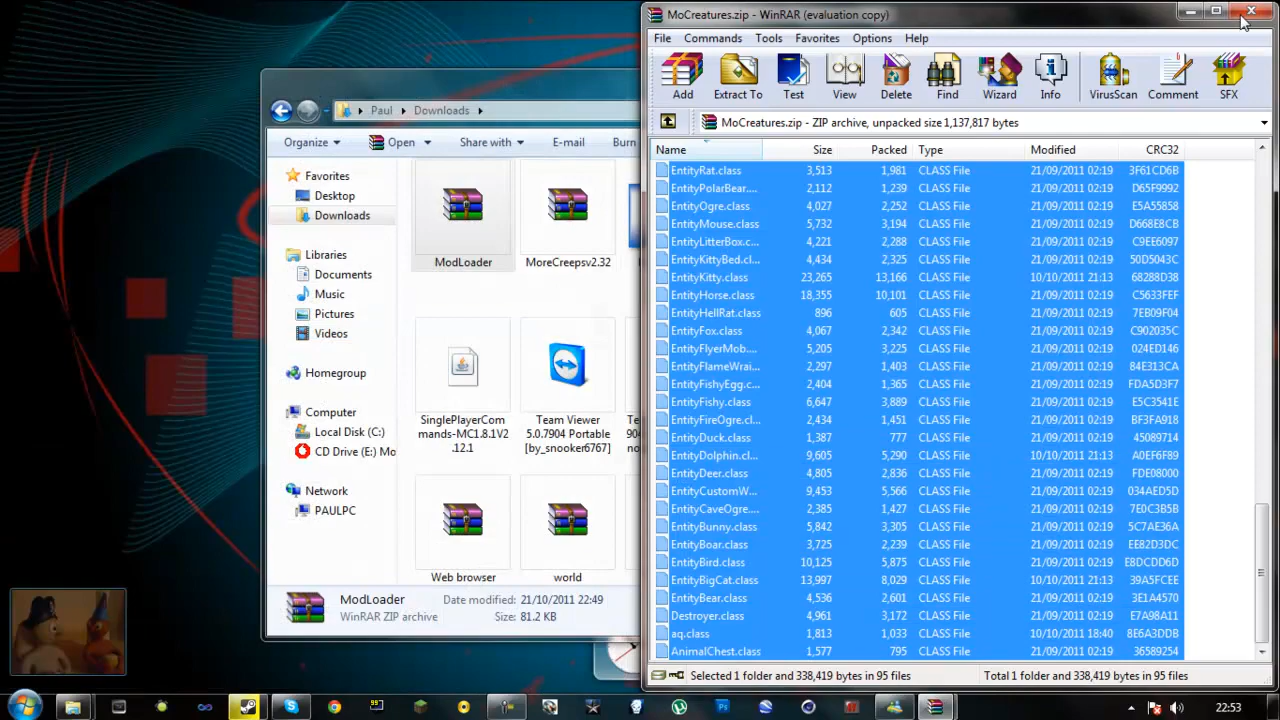 MoCreatures.zip - WinRAR (evaluation copy)
File Commands Tools Favorites Options Help
Add Extract To Test View Delete Find Wizard Info VirusScan Comment SFX
MoCreatures.zip - ZIP archive, unpacked size 1,137,817 bytes
Name Size Packed Type Modified CRC32
EntityRat.class 3,513 1,981 CLASS File 21/09/2011 02:19 3F61CD6B
EntityPolarBear.... 2,112 1,239 CLASS File 21/09/2011 02:19 D65F9992
EntityOgre.class 4,027 2,252 CLASS File 21/09/2011 02:19 E5A55858
EntityMouse.class 5,732 3,194 CLASS File 21/09/2011 02:19 D668E8CB
EntityLitterBox.c... 4,221 2,288 CLASS File 21/09/2011 02:19 C9EE6097
EntityKittyBed.cl... 4,434 2,325 CLASS File 21/09/2011 02:19 50D5043C
EntityKitty.class 23,265 13,166 CLASS File 10/10/2011 21:13 68288D38
EntityHorse.class 18,355 10,101 CLASS File 21/09/2011 02:19 C5633FEF
EntityHellRat.class 896 605 CLASS File 21/09/2011 02:19 7EB09F04
EntityFox.class 4,067 2,342 CLASS File 21/09/2011 02:19 C902035C
EntityFlyerMob.... 5,205 3,225 CLASS File 21/09/2011 02:19 024ED146
EntityFlameWrai... 2,297 1,403 CLASS File 21/09/2011 02:19 84E313CA
EntityFishyEgg.c... 2,404 1,365 CLASS File 21/09/2011 02:19 FDA5D3F7
EntityFishy.class 6,647 3,889 CLASS File 21/09/2011 02:19 E5C3541E
EntityFireOgre.cl... 2,434 1,451 CLASS File 21/09/2011 02:19 BF3FA918
EntityDuck.class 1,387 777 CLASS File 21/09/2011 02:19 45089714
EntityDolphin.cl... 9,605 5,290 CLASS File 10/10/2011 21:13 A0EF6F89
EntityDeer.class 4,805 2,836 CLASS File 21/09/2011 02:19 FDE08000
EntityCustomW... 9,453 5,566 CLASS File 21/09/2011 02:19 034AED5D
EntityCaveOgre.... 2,385 1,427 CLASS File 21/09/2011 02:19 7E0C3B5B
EntityBunny.class 5,842 3,305 CLASS File 21/09/2011 02:19 5C7AE36A
EntityBoar.class 3,725 2,239 CLASS File 21/09/2011 02:19 EE82D3DC
EntityBird.class 10,125 5,875 CLASS File 21/09/2011 02:19 E8DCDD6D
EntityBigCat.class 13,997 8,029 CLASS File 10/10/2011 21:13 39A5FCEE
EntityBear.class 4,536 2,601 CLASS File 21/09/2011 02:19 3E1A4570
Destroyer.class 4,961 3,172 CLASS File 21/09/2011 02:19 E7A98A11
aq.class 1,813 1,033 CLASS File 10/10/2011 18:40 8E6A3DDB
AnimalChest.class 1,577 795 CLASS File 21/09/2011 02:19 36589254
Selected 1 folder and 338,419 bytes in 95 files Total 1 folder and 338,419 bytes in 95 files
Paul Downloads
Organize Open Share with E-mail Burn
Favorites
Desktop
Downloads
Libraries
Documents
Music
Pictures
Videos
Homegroup
Computer
Local Disk (C:)
CD Drive (E:) Mo
Network
PAULPC
ModLoader
MoreCreepsv2.32
SinglePlayerCom
mands-MC1.8.1V2
.12.1
Team Viewer
5.0.7904 Portable
[by_snooker6767]
Web browser
world
ModLoader Date modified: 21/10/2011 22:49
WinRAR ZIP archive Size: 81.2 KB
22:53